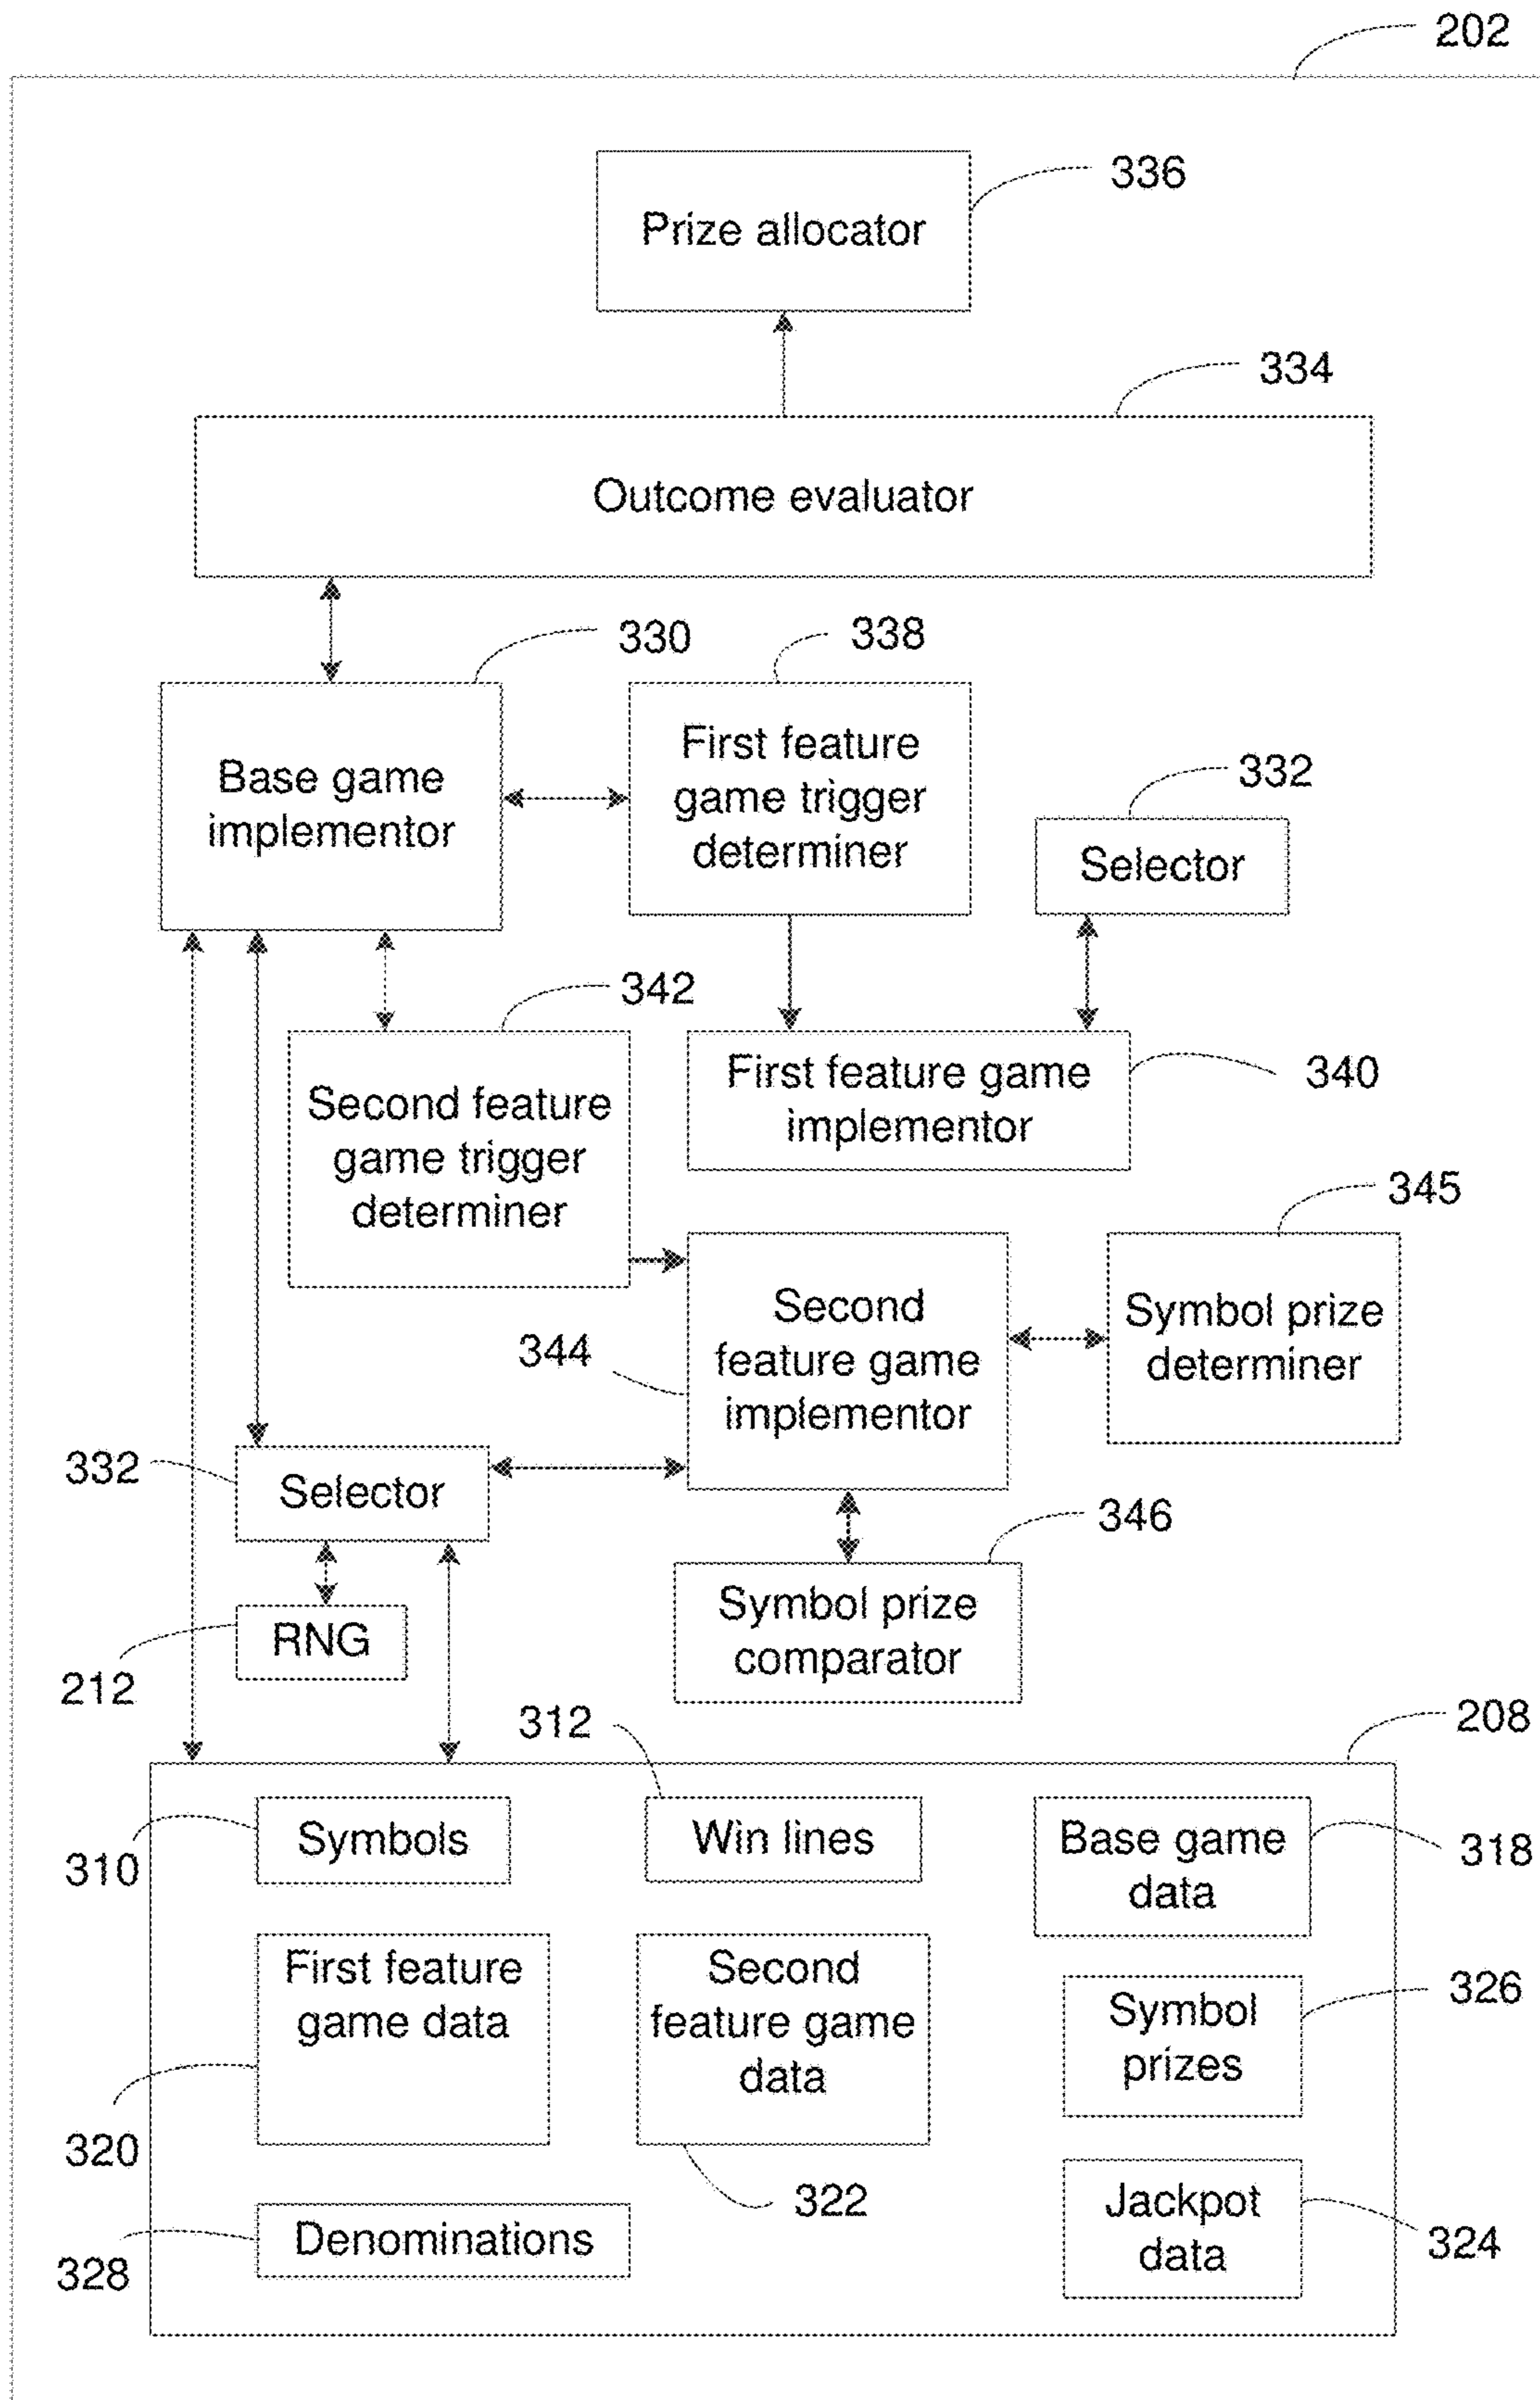 202
336
Prize allocator
334
Outcome evaluator
330
338
Base game
implementor
First feature
game trigger
determiner
332
Selector
342
Second feature
game trigger
determiner
First feature game
implementor
340
345
344
Second
feature game
implementor
Symbol prize
determiner
332
Selector
346
Symbol prize
comparator
RNG
212
312
208
310
Symbols
Win lines
Base game
data
318
First feature
game data
Second
feature game
data
Symbol
prizes
326
320
322
Jackpot
data
324
Denominations
328